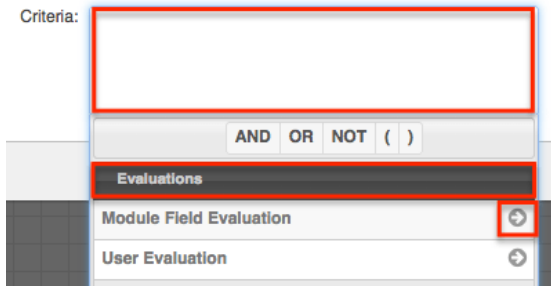 Criteria:
AND OR NOT ( )
Evaluations
Module Field Evaluation
User Evaluation